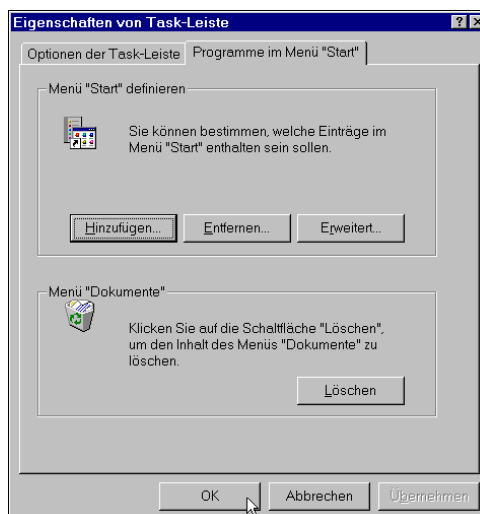 Eigenschaften von Task-Leiste
Optionen der Task-Leiste
Programme im Menü "Start"
Menü "Start" definieren
Sie können bestimmen, welche Einträge im
Menü "Start" enthalten sein sollen.
Hinzufügen... Entfernen... Erweitert...
Menü "Dokumente"
Klicken Sie auf die Schaltfläche "Löschen",
um den Inhalt des Menüs "Dokumente" zu
löschen.
Löschen
OK Abbrechen Übernehmen